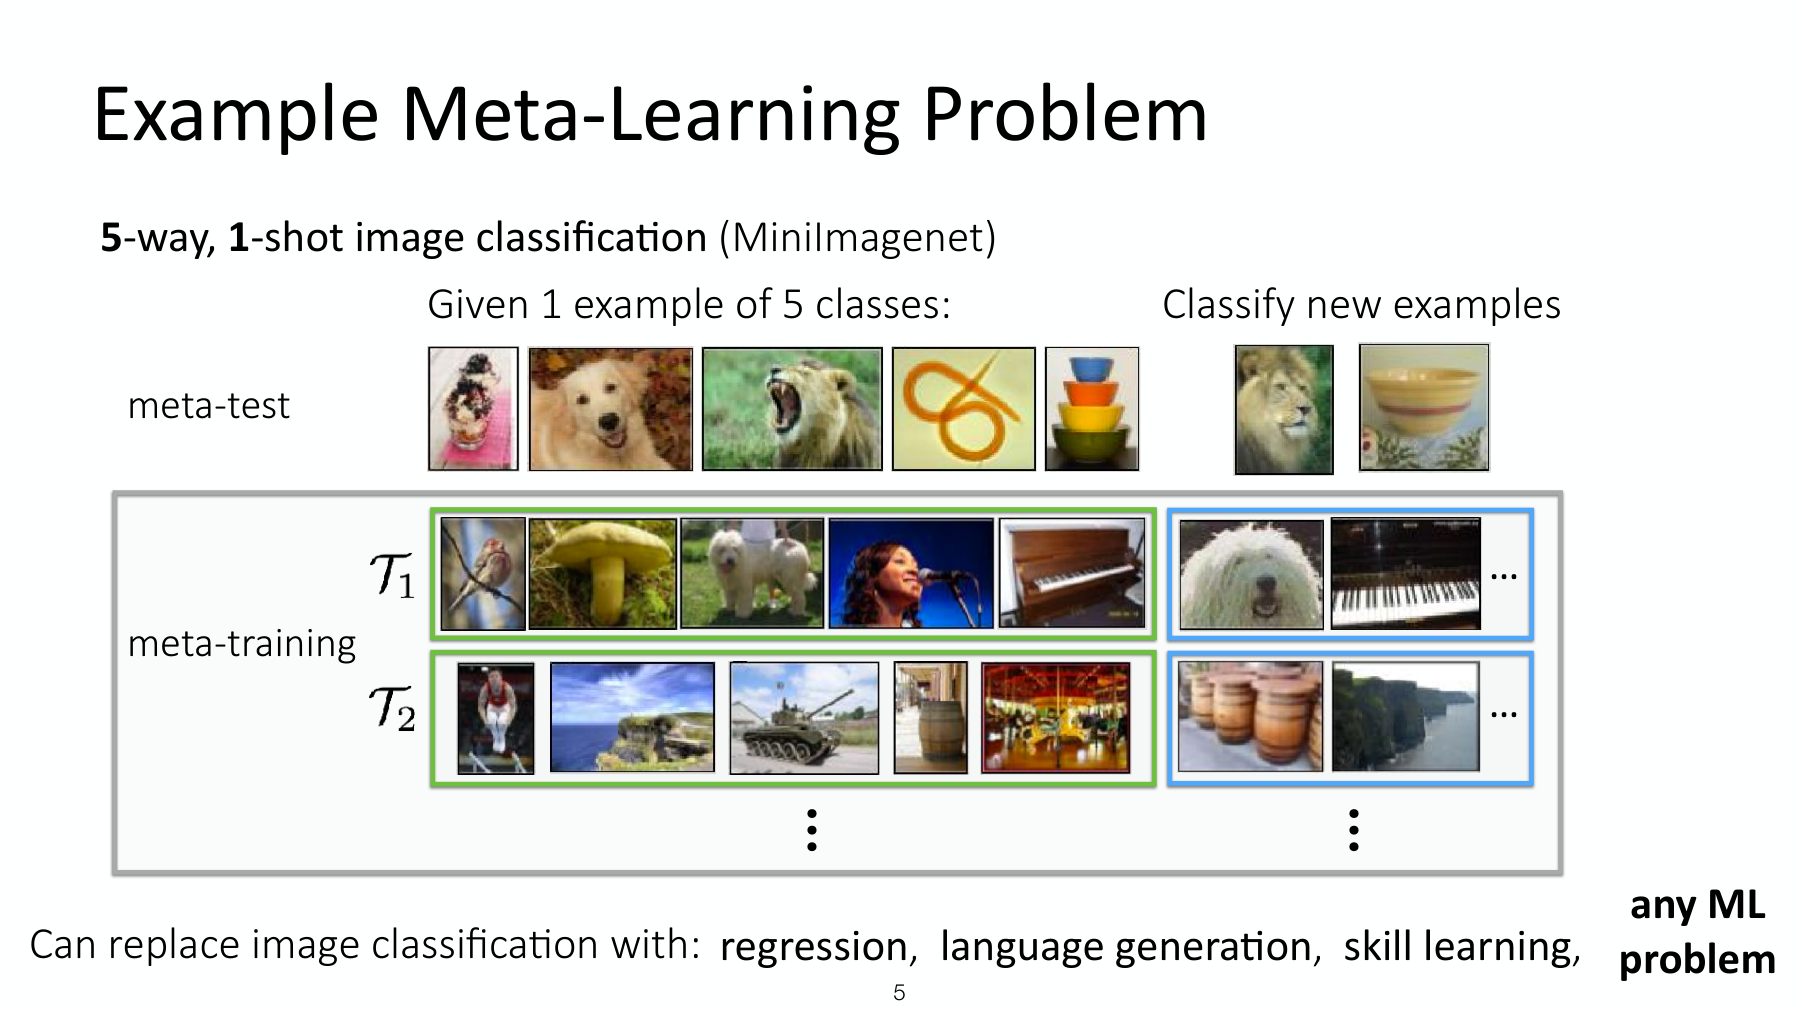 Example Meta-Learning Problem
5-way, 1-shot image classification (MiniImagenet)
Given 1 example of 5 classes:
Classify new examples
meta-test
𝒯₁
...
meta-training
𝒯₂
...
any ML
problem
Can replace image classification with: regression, language generation, skill learning,
5